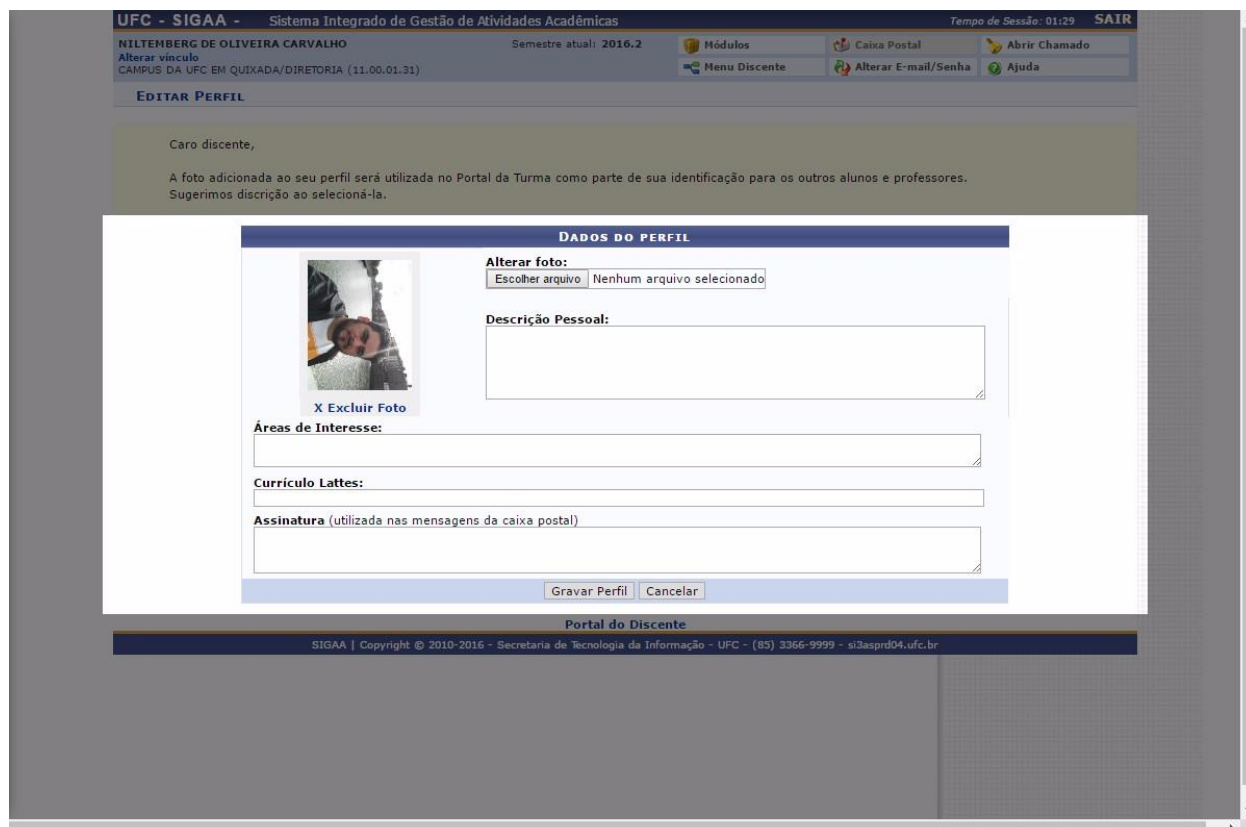 UFC - SIGAA - Sistema Integrado de Gestão de Atividades Acadêmicas Tempo de Sessão: 01:29 SAIR
NILTEMBERG DE OLIVEIRA CARVALHO Semestre atual: 2016.2 Módulos Caixa Postal Abrir Chamado
Alterar vínculo
CAMPUS DA UFC EM QUIXADA/DIRETORIA (11.00.01.31) Menu Discente Alterar E-mail/Senha Ajuda
EDITAR PERFIL
Caro discente,
A foto adicionada ao seu perfil será utilizada no Portal da Turma como parte de sua identificação para os outros alunos e professores.
Sugerimos discrição ao selecioná-la.
DADOS DO PERFIL
Alterar foto:
Escolher arquivo Nenhum arquivo selecionado
Descrição Pessoal:
X Excluir Foto
Áreas de Interesse:
Currículo Lattes:
Assinatura (utilizada nas mensagens da caixa postal)
Gravar Perfil Cancelar
Portal do Discente
SIGAA | Copyright © 2010-2016 - Secretaria de Tecnologia da Informação - UFC - (85) 3366-9999 - si3asprd04.ufc.br